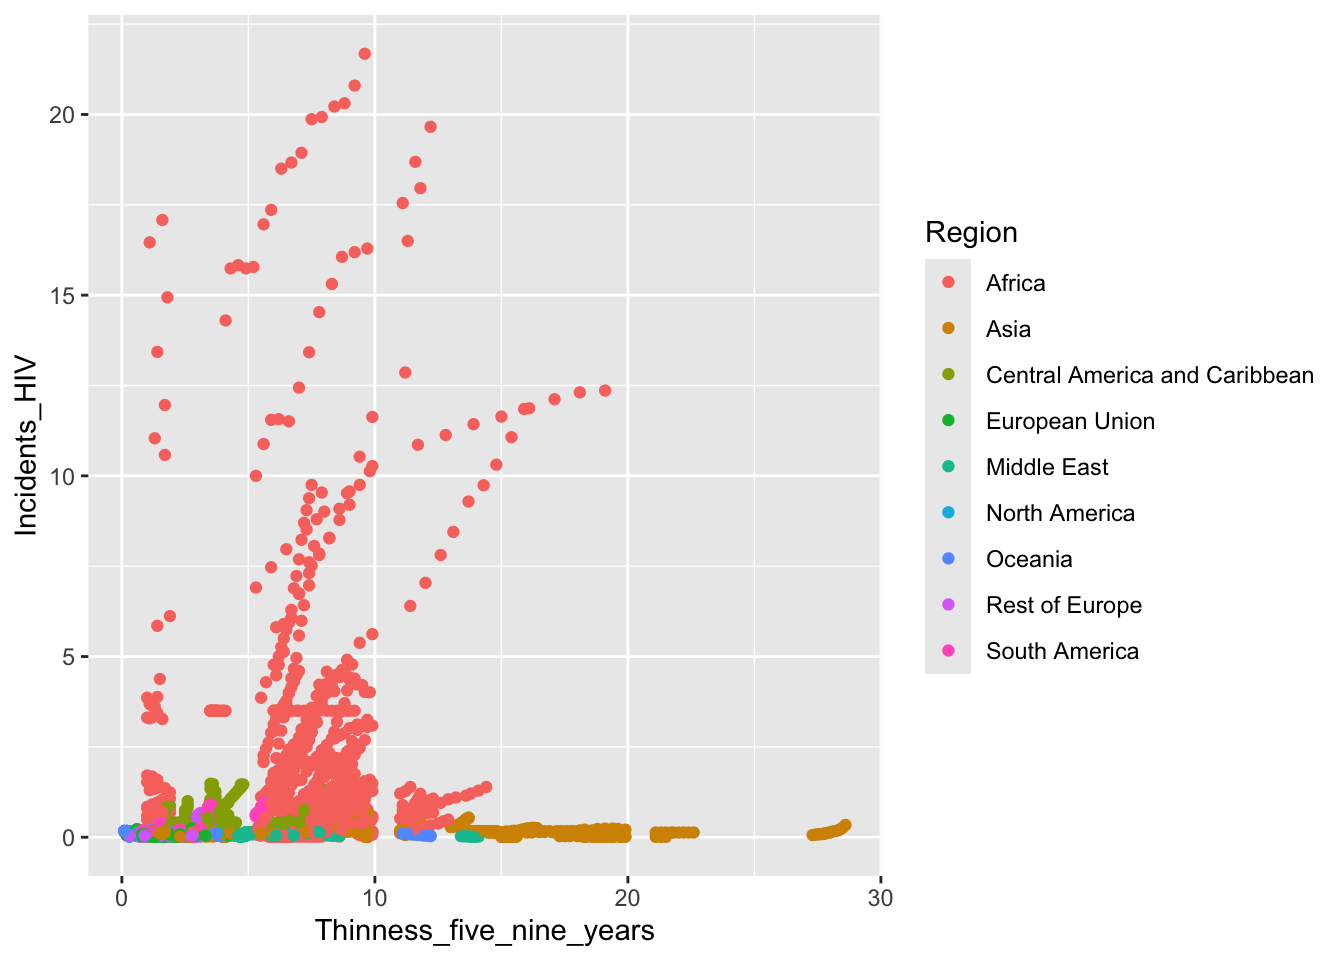 20
15
10
5
0
Incidents_HIV
0 10 20 30
Thinness_five_nine_years
Region
Africa
Asia
Central America and Caribbean
European Union
Middle East
North America
Oceania
Rest of Europe
South America